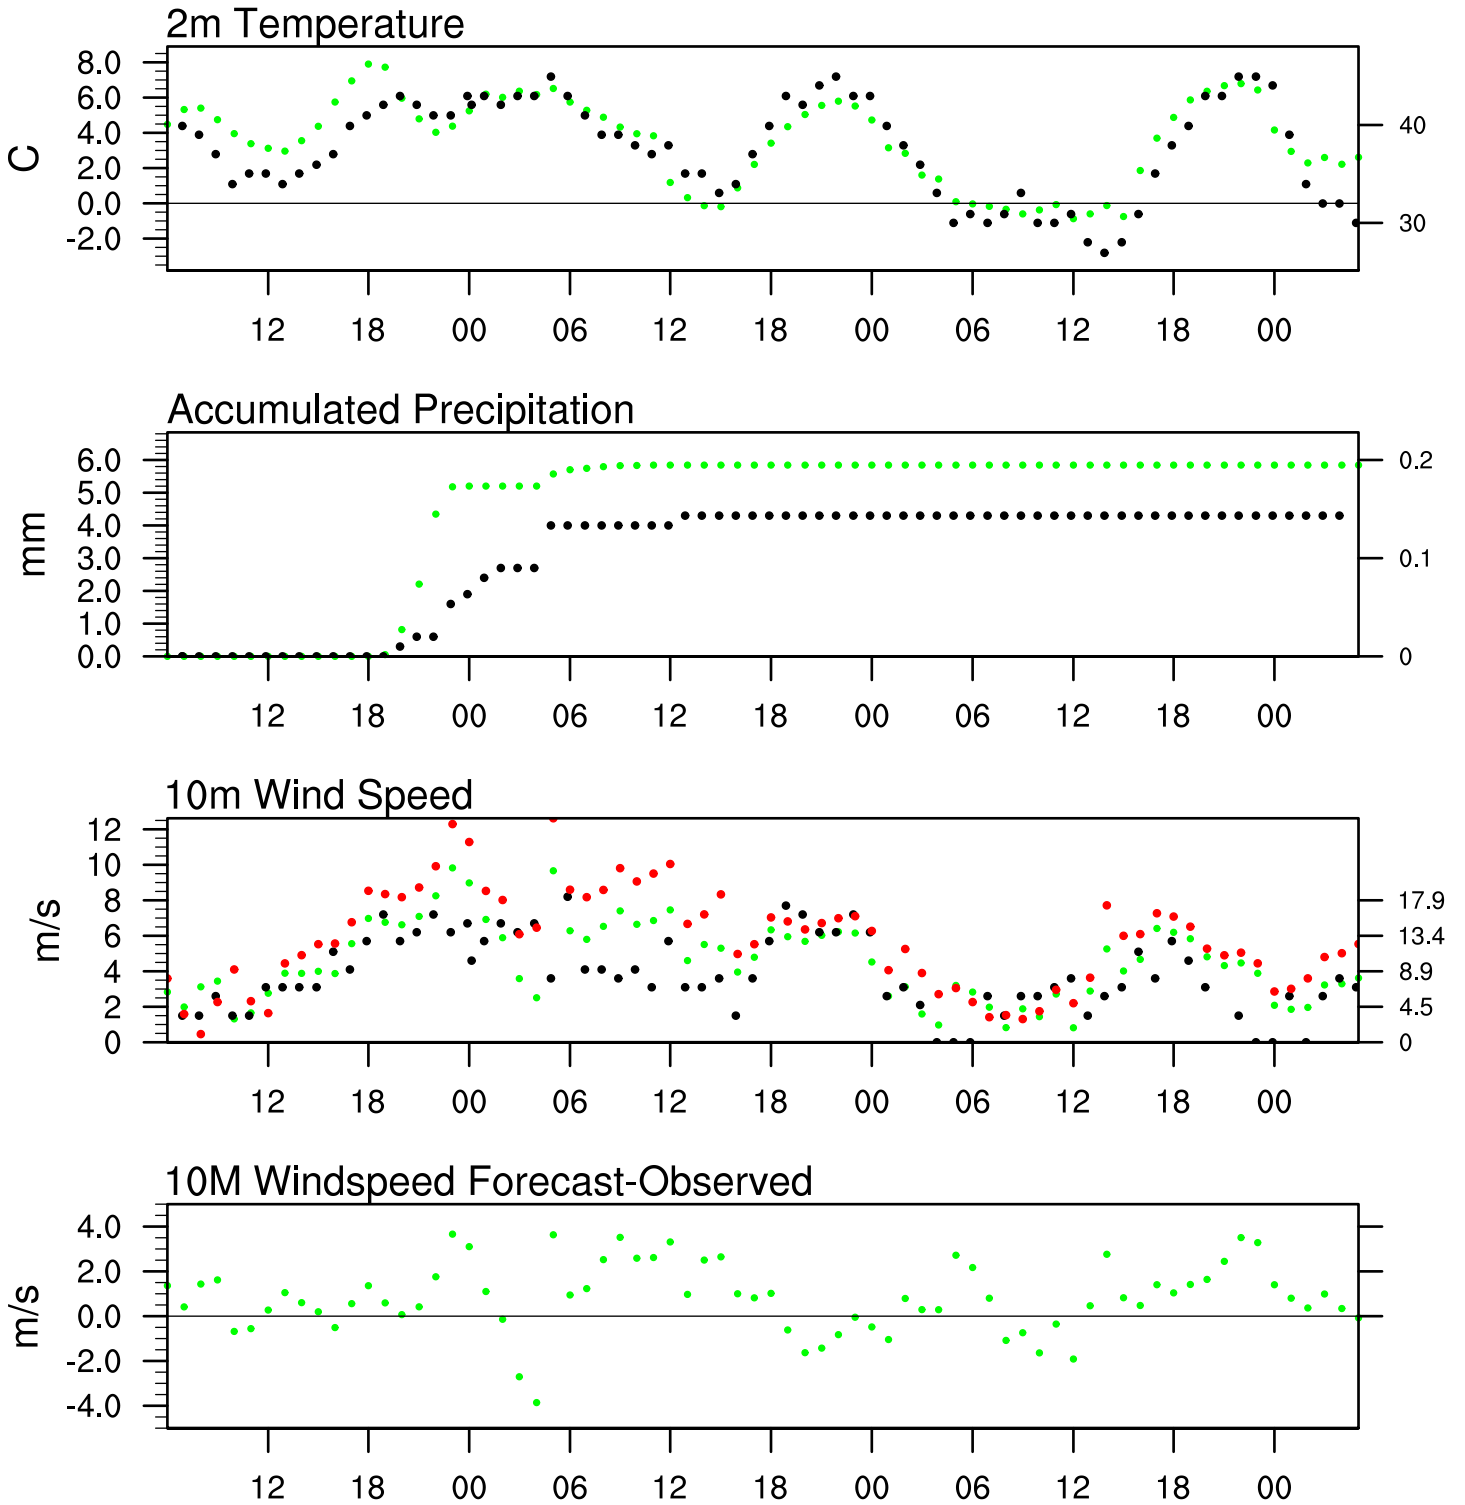 2m Temperature
8.0
6.0
4.0
2.0
0.0
-2.0
C
40
30
12 18 00 06 12 18 00 06 12 18 00
Accumulated Precipitation
6.0
5.0
4.0
3.0
2.0
1.0
0.0
mm
0.2
0.1
0
12 18 00 06 12 18 00 06 12 18 00
10m Wind Speed
12
10
8
6
4
2
0
m/s
17.9
13.4
8.9
4.5
0
12 18 00 06 12 18 00 06 12 18 00
10M Windspeed Forecast-Observed
4.0
2.0
0.0
-2.0
-4.0
m/s
12 18 00 06 12 18 00 06 12 18 00